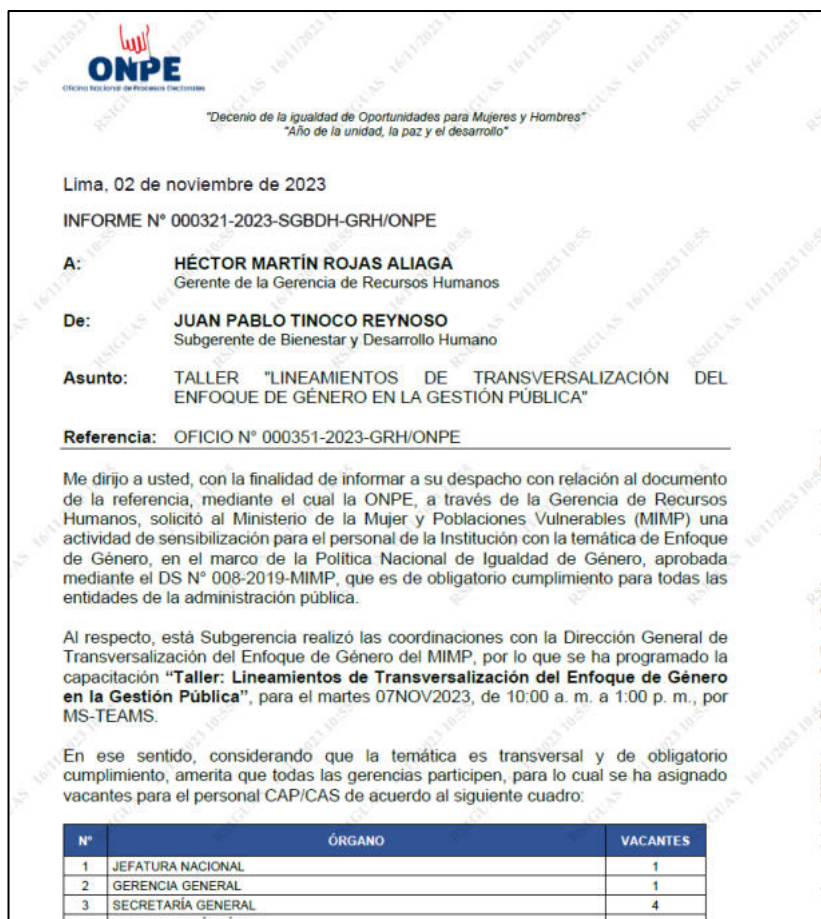 ONPE
Oficina Nacional de Procesos Electorales
"Decenio de la igualdad de Oportunidades para Mujeres y Hombres"
"Año de la unidad, la paz y el desarrollo"
Lima, 02 de noviembre de 2023
INFORME N° 000321-2023-SGBDH-GRH/ONPE
A: HÉCTOR MARTÍN ROJAS ALIAGA
Gerente de la Gerencia de Recursos Humanos
De: JUAN PABLO TINOCO REYNOSO
Subgerente de Bienestar y Desarrollo Humano
Asunto: TALLER "LINEAMIENTOS DE TRANSVERSALIZACIÓN DEL
ENFOQUE DE GÉNERO EN LA GESTIÓN PÚBLICA"
Referencia: OFICIO N° 000351-2023-GRH/ONPE
Me dirijo a usted, con la finalidad de informar a su despacho con relación al documento
de la referencia, mediante el cual la ONPE, a través de la Gerencia de Recursos
Humanos, solicitó al Ministerio de la Mujer y Poblaciones Vulnerables (MIMP) una
actividad de sensibilización para el personal de la Institución con la temática de Enfoque
de Género, en el marco de la Política Nacional de Igualdad de Género, aprobada
mediante el DS N° 008-2019-MIMP, que es de obligatorio cumplimiento para todas las
entidades de la administración pública.
Al respecto, está Subgerencia realizó las coordinaciones con la Dirección General de
Transversalización del Enfoque de Género del MIMP, por lo que se ha programado la
capacitación “Taller: Lineamientos de Transversalización del Enfoque de Género
en la Gestión Pública”, para el martes 07NOV2023, de 10:00 a. m. a 1:00 p. m., por
MS-TEAMS.
En ese sentido, considerando que la temática es transversal y de obligatorio
cumplimiento, amerita que todas las gerencias participen, para lo cual se ha asignado
vacantes para el personal CAP/CAS de acuerdo al siguiente cuadro:
N° ÓRGANO VACANTES
1 JEFATURA NACIONAL 1
2 GERENCIA GENERAL 1
3 SECRETARÍA GENERAL 4
RSIGUAS 16/11/2023 10:55